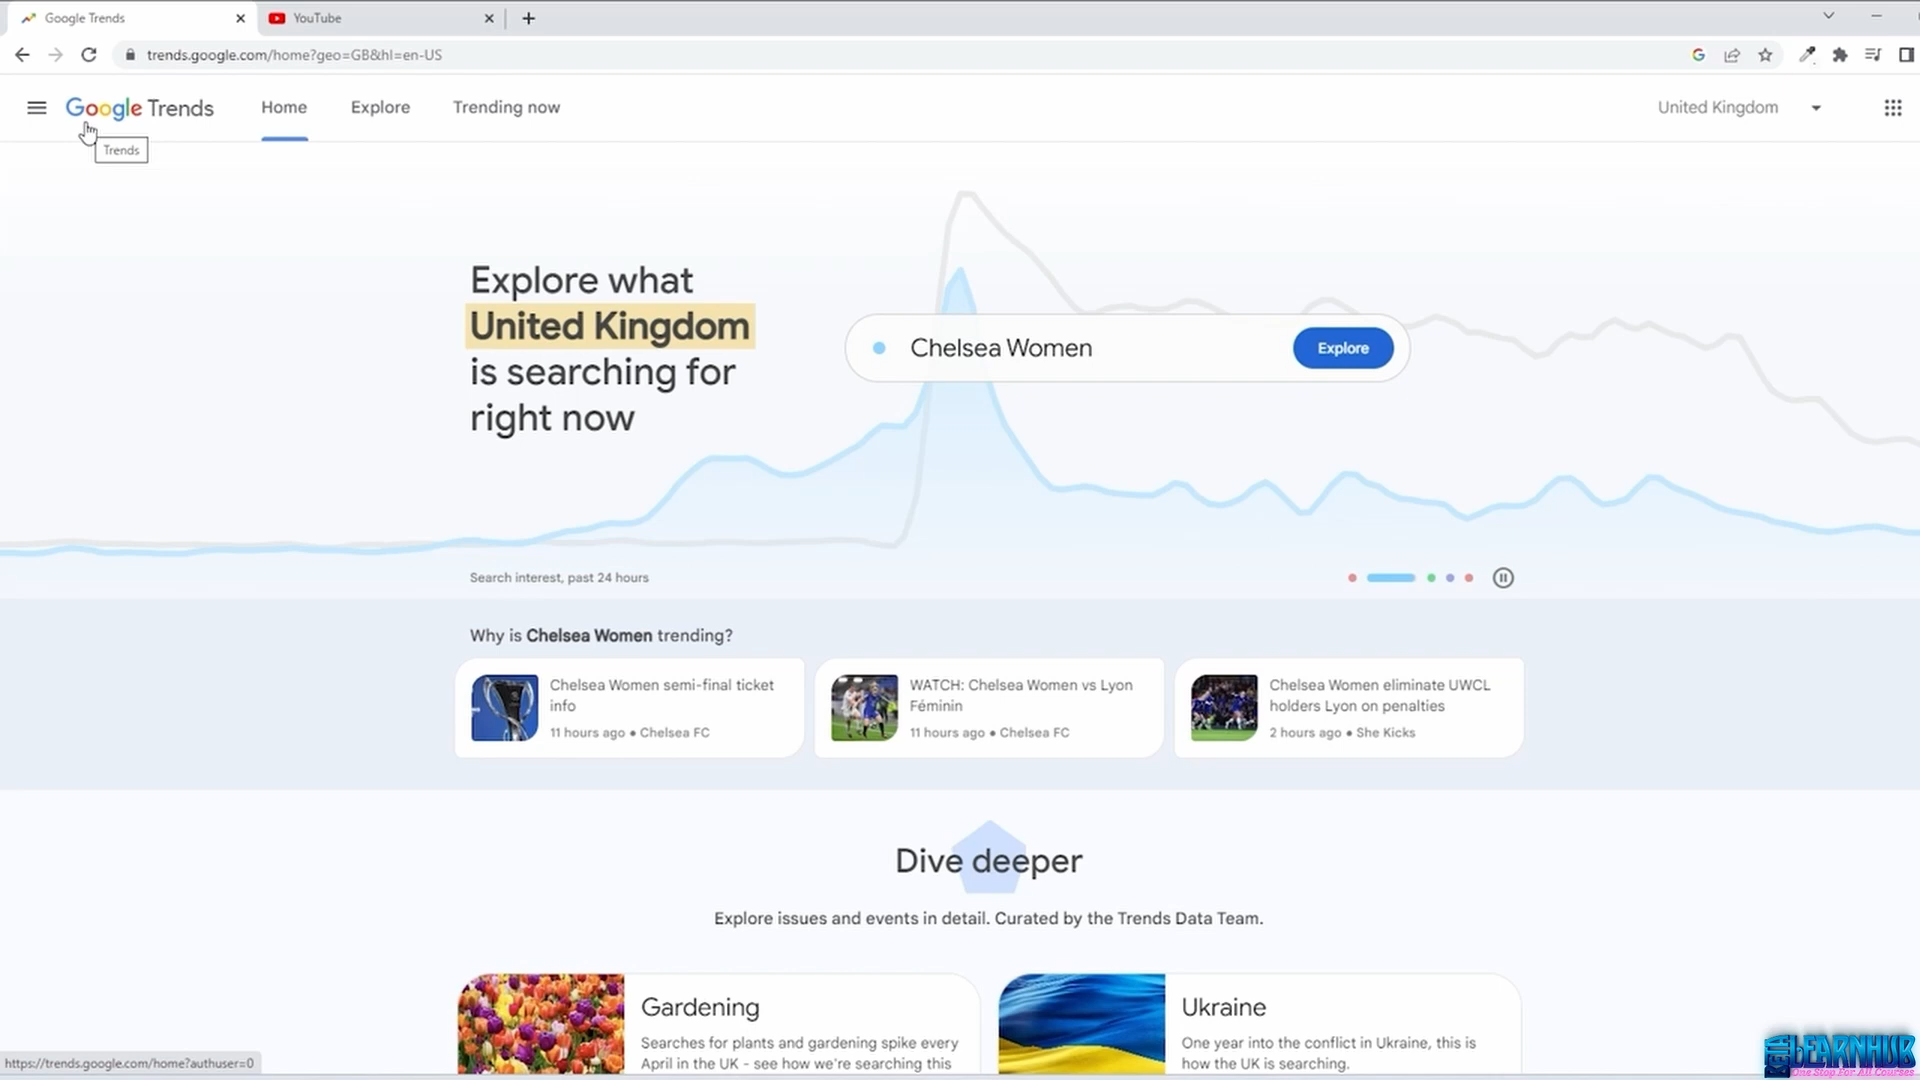 Google Trends
YouTube
trends.google.com/home?geo=GB&hl=en-US
Google Trends
Home
Explore
Trending now
United Kingdom
Trends
Explore what
United Kingdom
is searching for
right now
Chelsea Women
Explore
Search interest, past 24 hours
Why is Chelsea Women trending?
Chelsea Women semi-final ticket
info
11 hours ago • Chelsea FC
WATCH: Chelsea Women vs Lyon
Féminin
11 hours ago • Chelsea FC
Chelsea Women eliminate UWCL
holders Lyon on penalties
2 hours ago • She Kicks
Dive deeper
Explore issues and events in detail. Curated by the Trends Data Team.
Gardening
Searches for plants and gardening spike every
April in the UK - see how we're searching this
Ukraine
One year into the conflict in Ukraine, this is
how the UK is searching.
https://trends.google.com/home?authuser=0
LEARNHUB
One Stop For All Courses